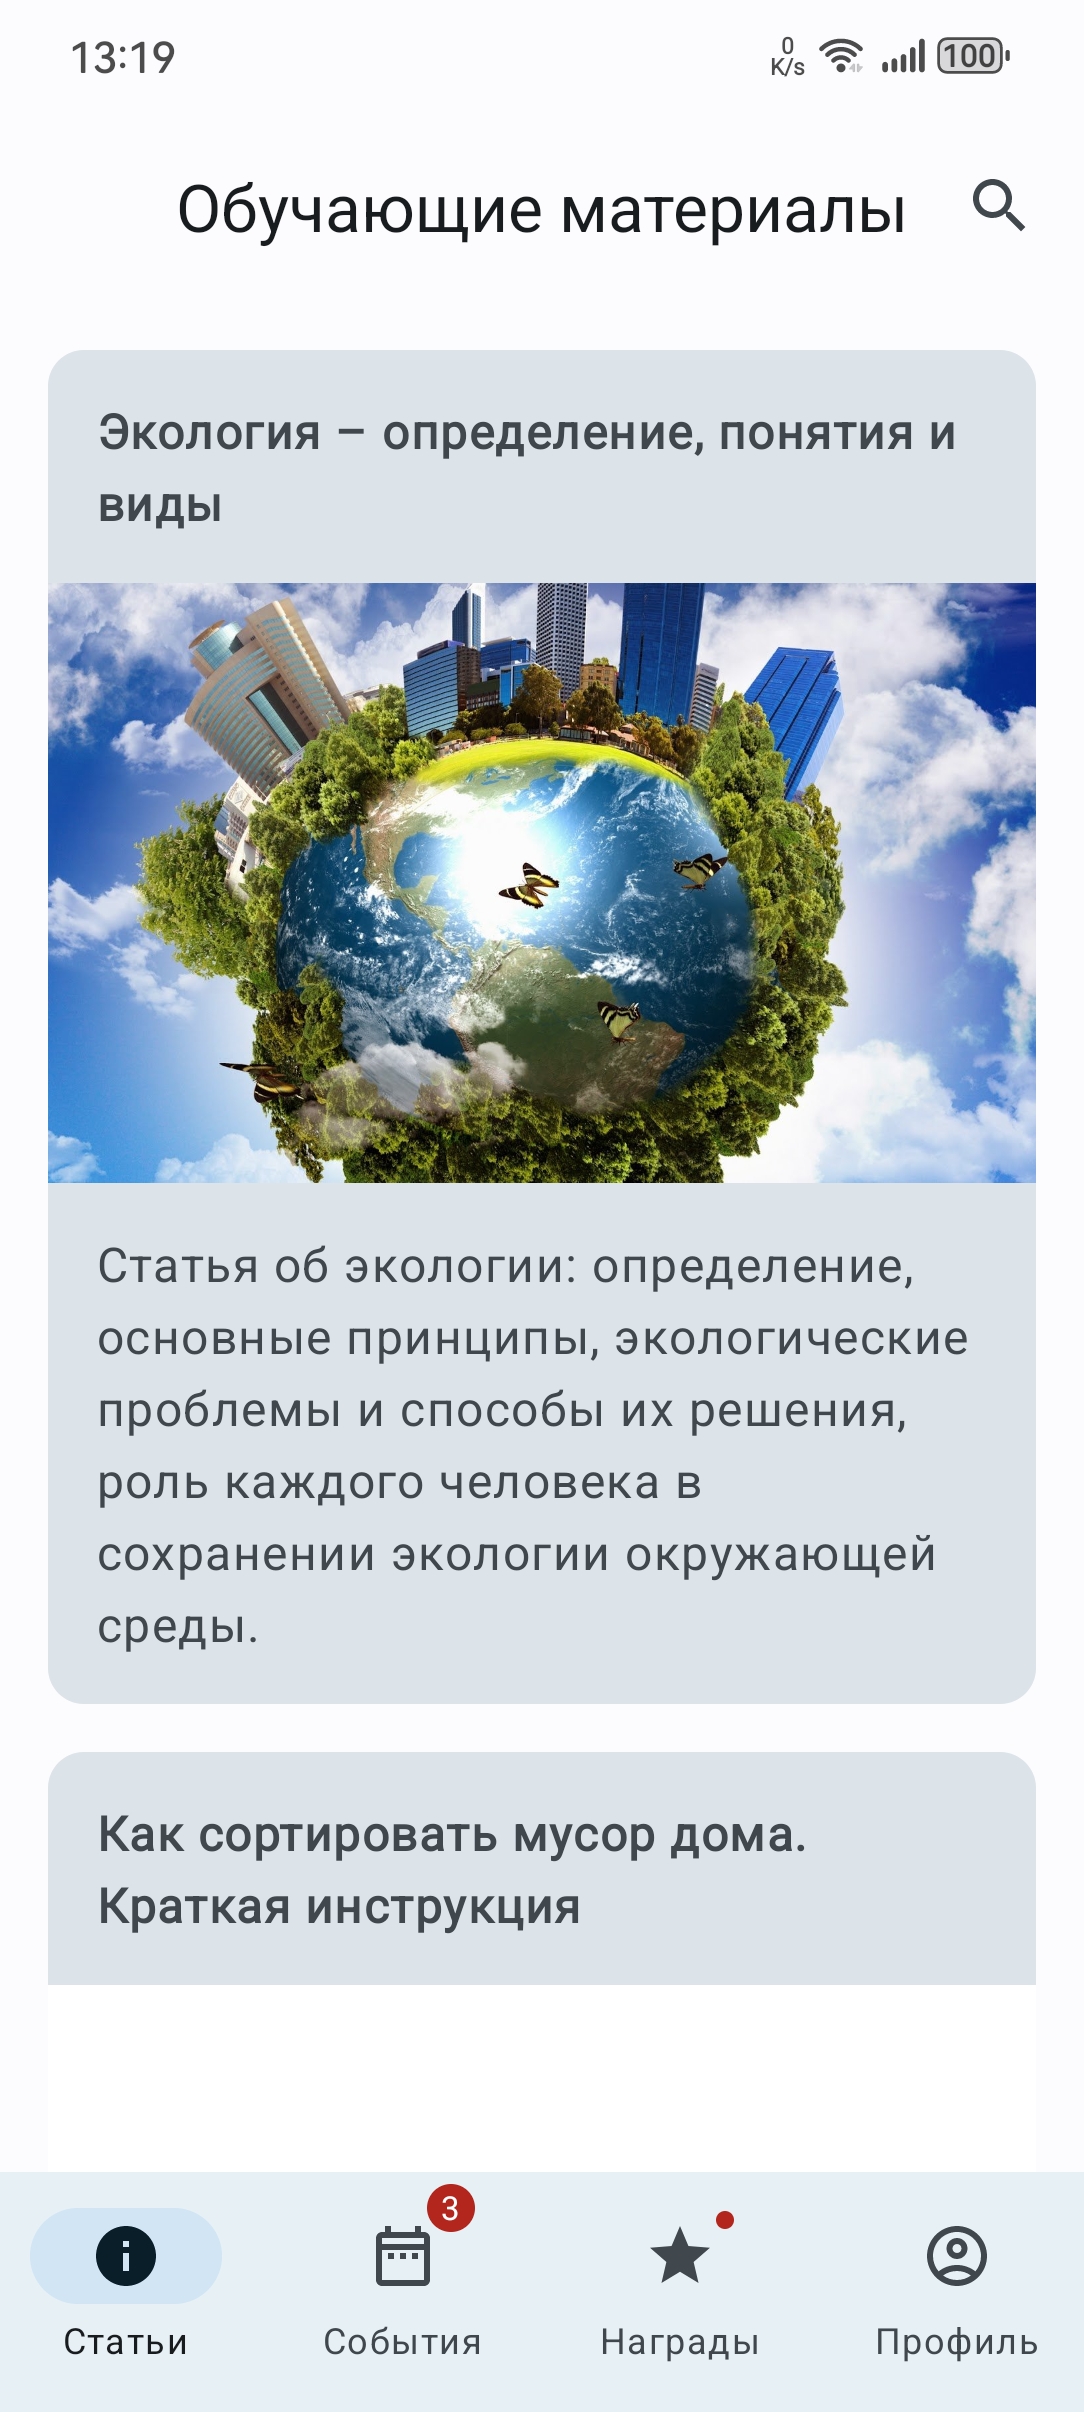 13:19
0
K/s
100
Обучающие материалы
Экология – определение, понятия и
виды
Статья об экологии: определение,
основные принципы, экологические
проблемы и способы их решения,
роль каждого человека в
сохранении экологии окружающей
среды.
Как сортировать мусор дома.
Краткая инструкция
3
Статьи
События
Награды
Профиль